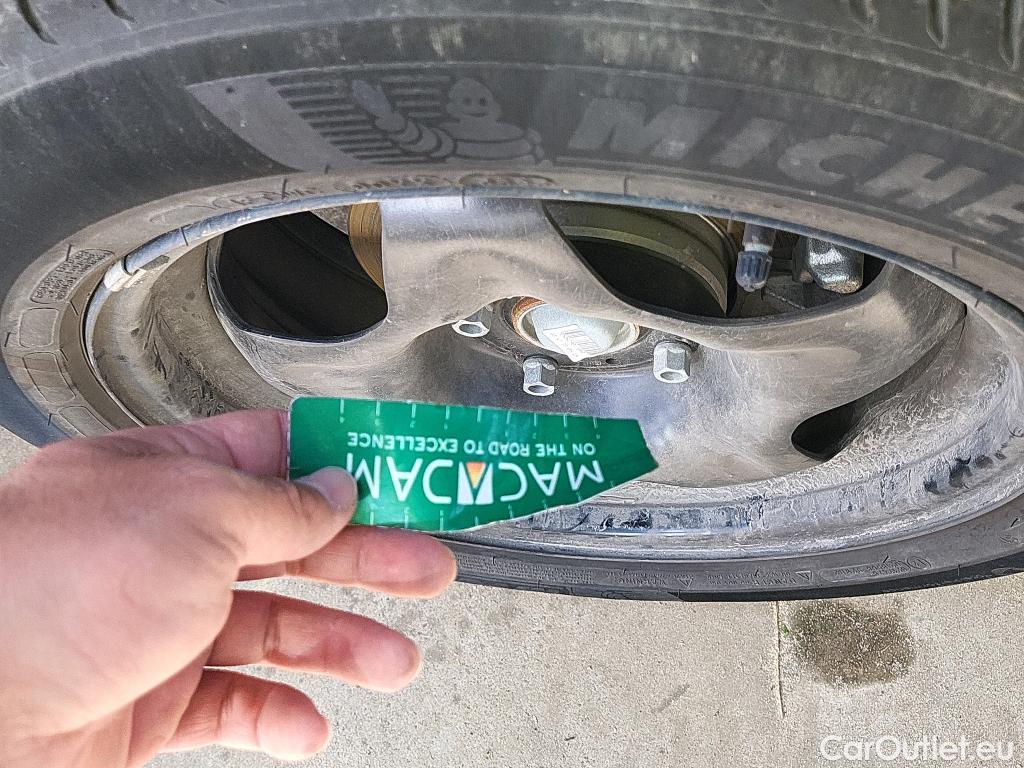 MICHE
MACADAM
ON THE ROAD TO EXCELLENCE
CarOutlet.eu